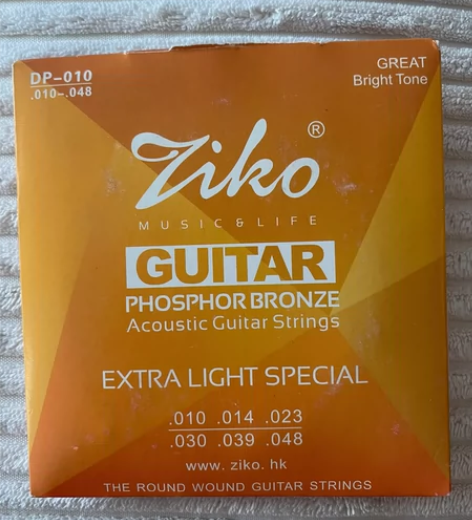 DP-010
.010-.048
GREAT
Bright Tone
Ziko®
MUSIC & LIFE
GUITAR
PHOSPHOR BRONZE
Acoustic Guitar Strings
EXTRA LIGHT SPECIAL
.010 .014 .023
.030 .039 .048
www.ziko.hk
THE ROUND WOUND GUITAR STRINGS